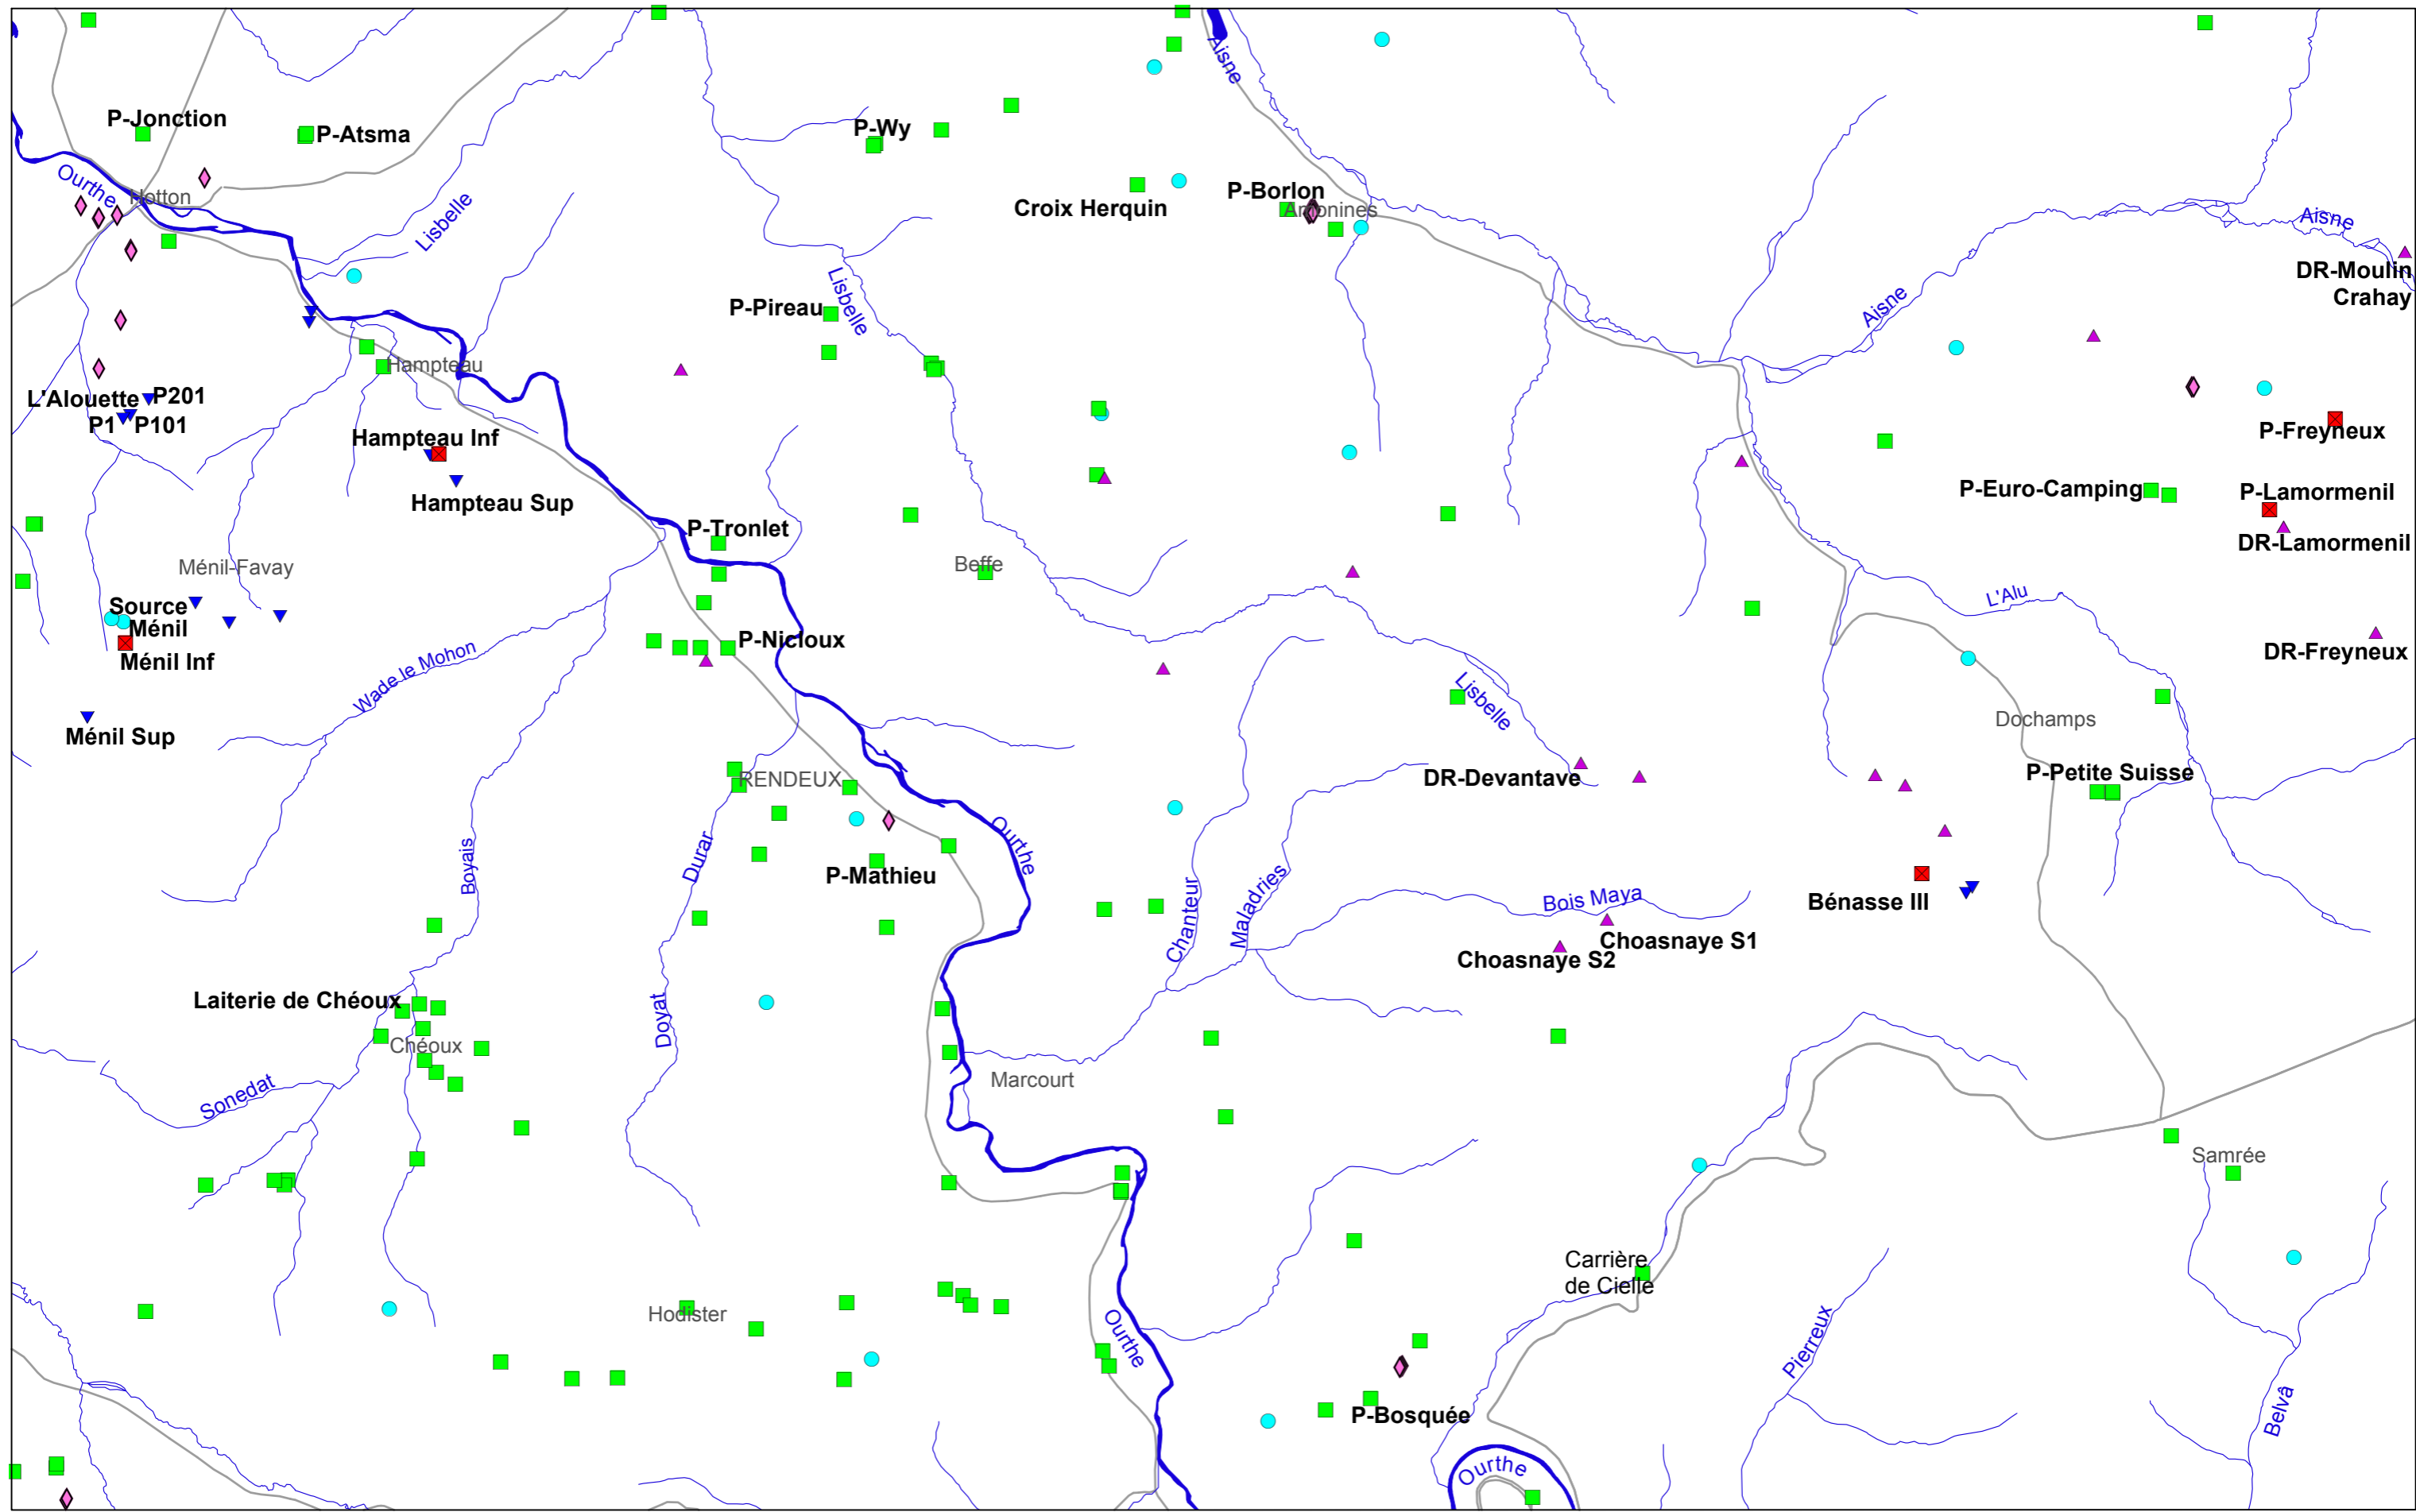 Aisne
P-Jonction
P-Atsma
P-Wy
Ourthe
Hotton
Lisbelle
Croix Herquin
P-Borlon
Amonines
Aisne
DR-Moulin
Crahay
Aisne
P-Pireau
Lisbelle
Hampteau
L'Alouette
P201
P1
P101
Hampteau Inf
Hampteau Sup
P-Freyneux
P-Euro-Camping
P-Lamormenil
DR-Lamormenil
P-Tronlet
Beffe
Ménil-Favay
Source
Ménil
Ménil Inf
L'Alu
P-Nicloux
DR-Freyneux
Wade le Mohon
Ménil Sup
Lisbelle
Dochamps
RENDEUX
DR-Devantave
P-Petite Suisse
Boyais
Durar
Ourthe
P-Mathieu
Chanteur
Maladries
Bois Maya
Bénasse III
Choasnaye S1
Choasnaye S2
Laiterie de Chéoux
Doyat
Chéoux
Sonedat
Marcourt
Samrée
Carrière
de Cielle
Hodister
Ourthe
Pierreux
P-Bosquée
Belvâ
Ourthe